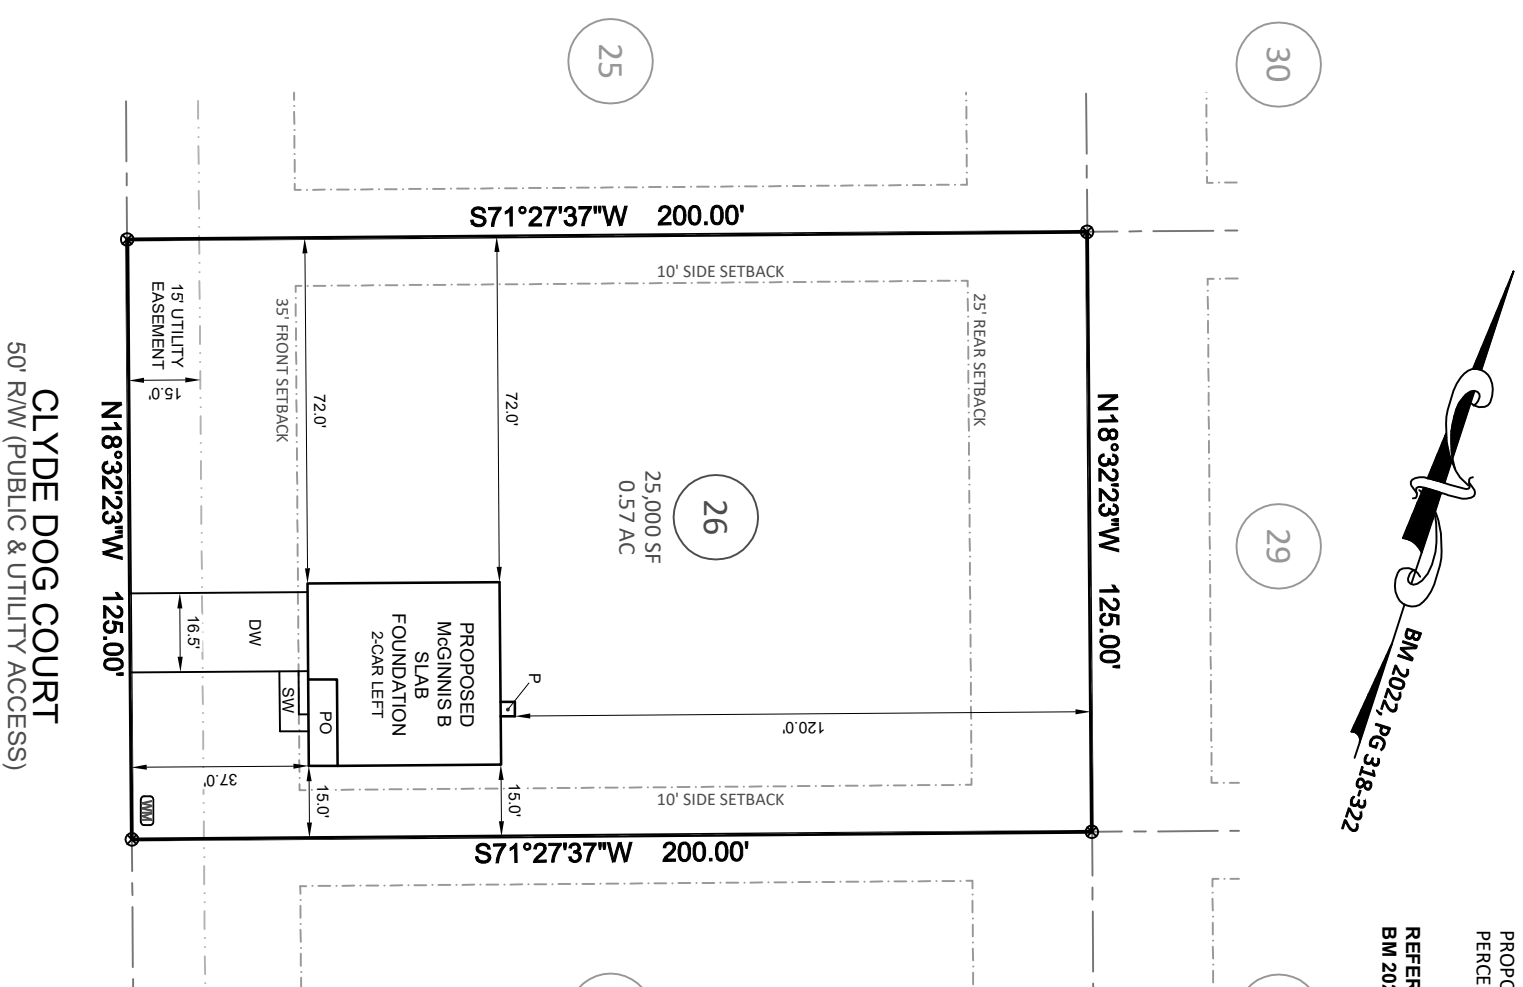 25
30
S71°27'37"W 200.00'
10' SIDE SETBACK
15' UTILITY
EASEMENT
15.0'
35' FRONT SETBACK
25' REAR SETBACK
72.0'
72.0'
N18°32'23"W 125.00'
N18°32'23"W 125.00'
CLYDE DOG COURT
50' R/W (PUBLIC & UTILITY ACCESS)
26
25,000 SF
0.57 AC
29
BM 2022, PG 318-322
DW
16.5'
PROPOSED
McGINNIS B
SLAB
FOUNDATION
2-CAR LEFT
P
SW
PO
120.0'
37.0'
15.0'
15.0'
WM
10' SIDE SETBACK
S71°27'37"W 200.00'